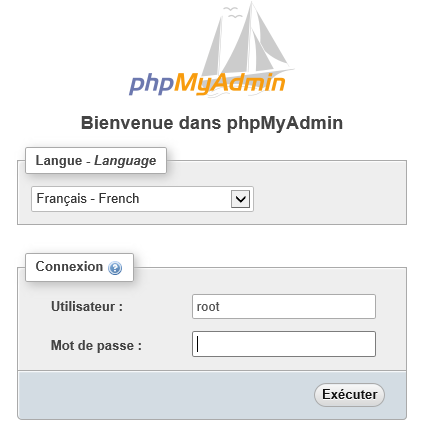 phpMyAdmin
Bienvenue dans phpMyAdmin
Langue - Language
Français - French
Connexion
Utilisateur :
root
Mot de passe :
Exécuter